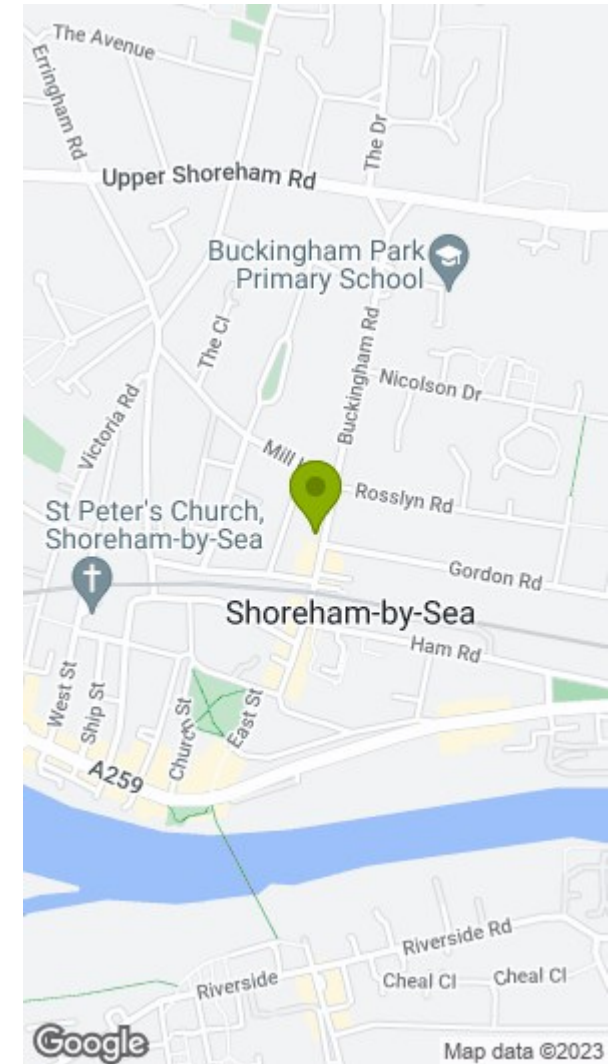 The Avenue
Erringham Rd
The Dr
Upper Shoreham Rd
Buckingham Park
Primary School
The Cl
Buckingham Rd
Nicolson Dr
Victoria Rd
Mill
Rosslyn Rd
St Peter's Church,
Shoreham-by-Sea
Gordon Rd
Shoreham-by-Sea
Ham Rd
West St
Ship St
Church St
East St
A259
Riverside Rd
Riverside
Cheal Cl
Cheal Cl
Google
Map data ©2023